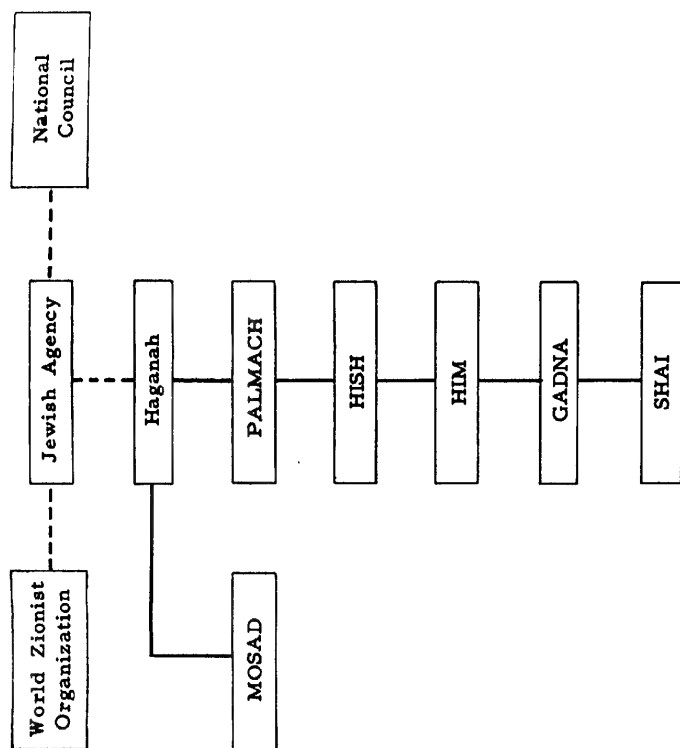 World Zionist
Organization
Jewish Agency
National
Council
Haganah
MOSAD
PALMACH
HISH
HIM
GADNA
SHAI